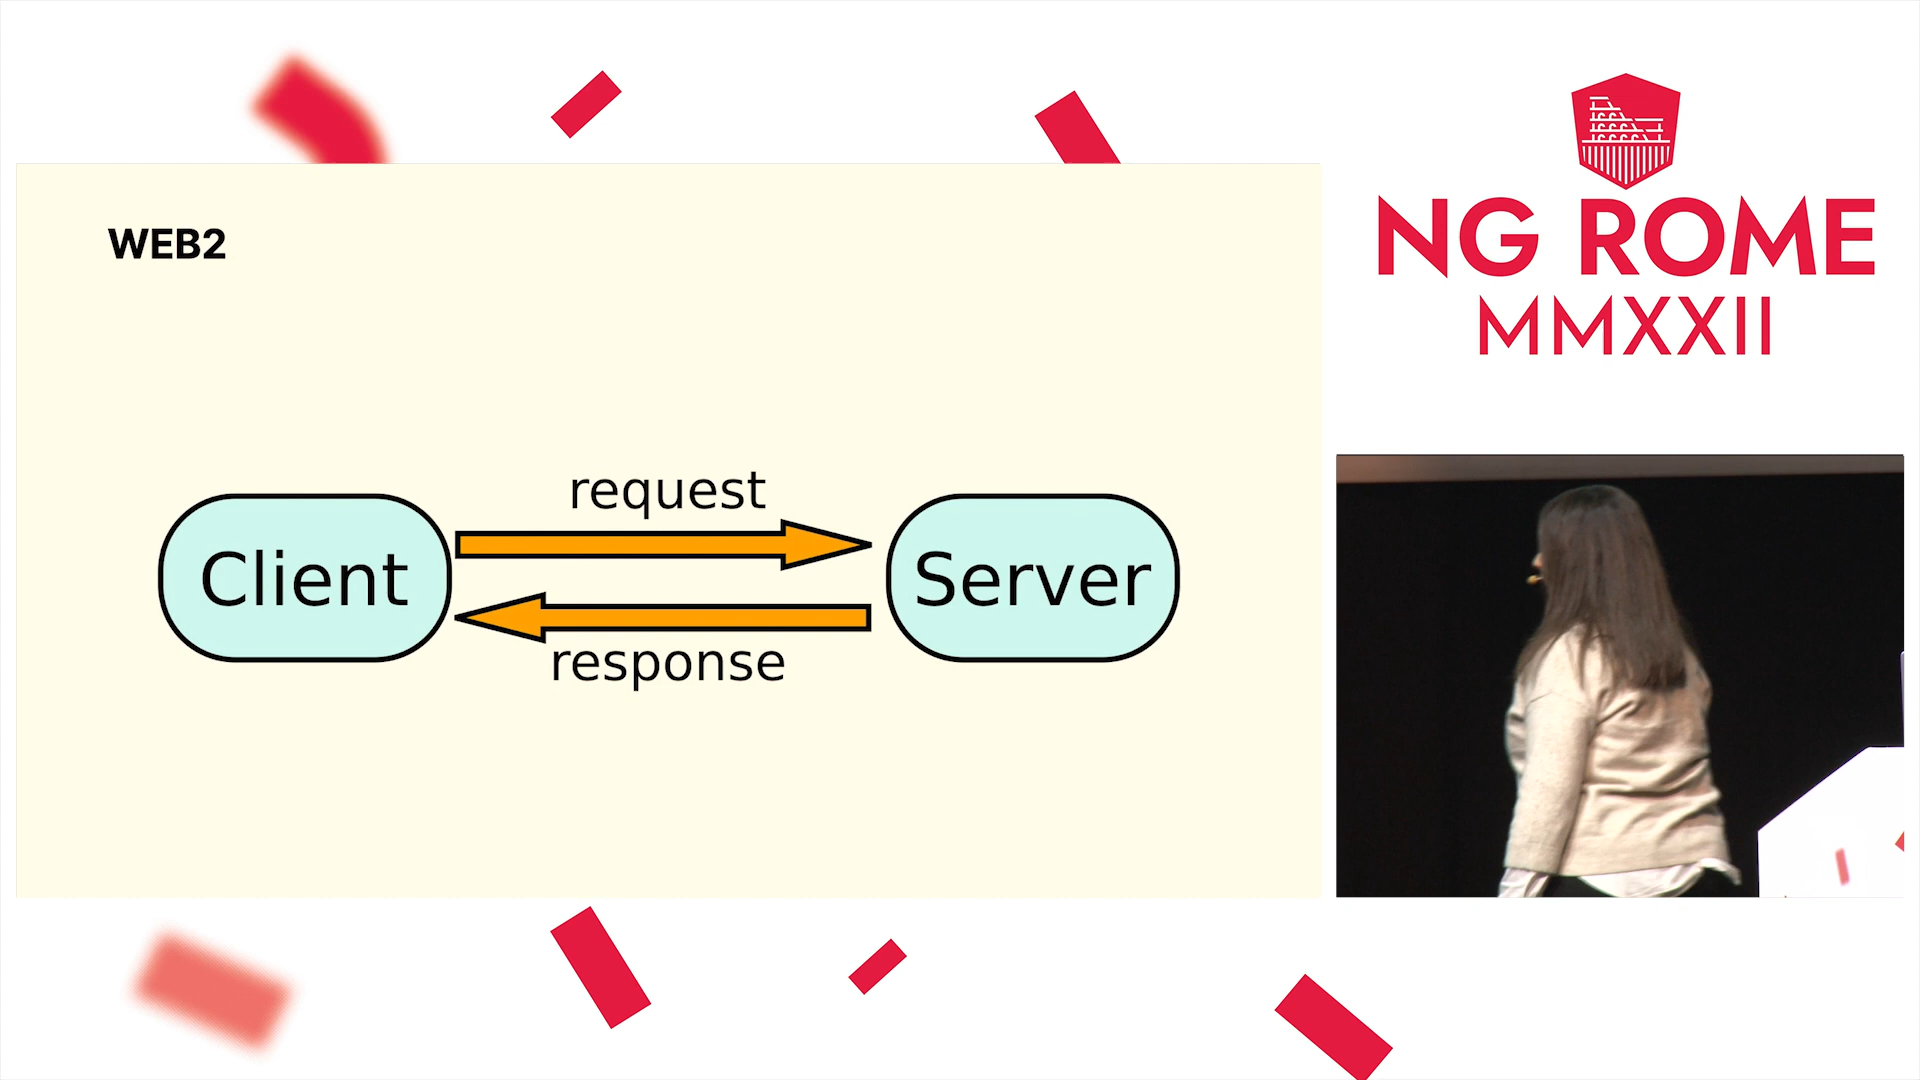 WEB2
request
Client
Server
response
NG ROME
MMXXII